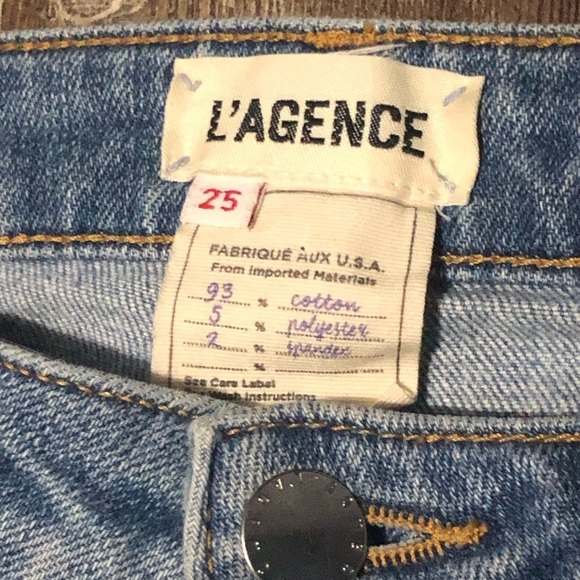 L'AGENCE
25
FABRIQUÉ AUX U.S.A.
From Imported Materials
93 % cotton
5 % polyester
2 % spandex
%
See Care Label
Wash Instructions